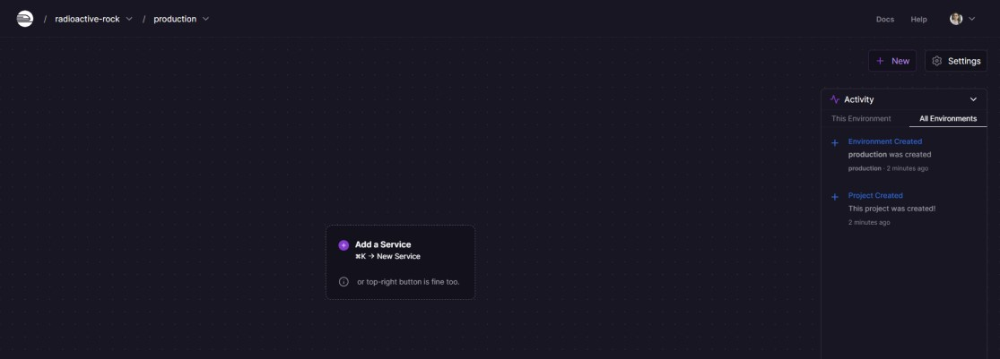 / radioactive-rock / production
Docs Help
+ New
Settings
Activity
This Environment All Environments
Environment Created
production was created
production · 2 minutes ago
Project Created
This project was created!
2 minutes ago
Add a Service
⌘K → New Service
or top-right button is fine too.